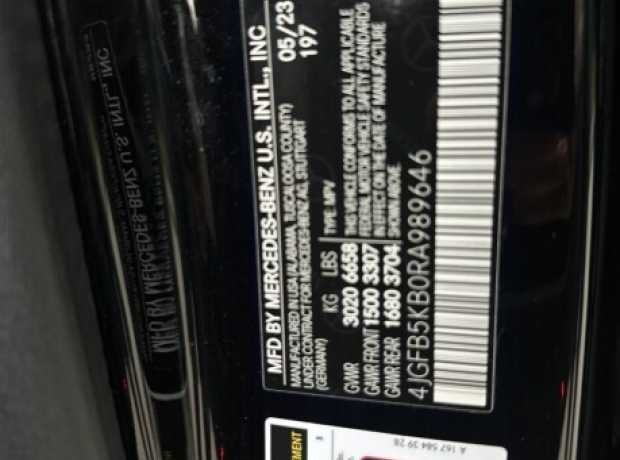 MFD BY MERCEDES-BENZ U.S. INTL., INC
MANUFACTURED IN USA (ALABAMA, TUSCALOOSA COUNTY)
UNDER CONTRACT FOR MERCEDES-BENZ AG, STUTTGART
05/23
197
KG LBS
GVWR 3020 6658
GAWR FRONT 1500 3307
GAWR REAR 1680 3704
TYPE: MPV
THIS VEHICLE CONFORMS TO ALL APPLICABLE
FEDERAL MOTOR VEHICLE SAFETY STANDARDS
IN EFFECT ON THE DATE OF MANUFACTURE
SHOWN ABOVE.
4JGFB5KB0RA989646
A 167 584 39 28